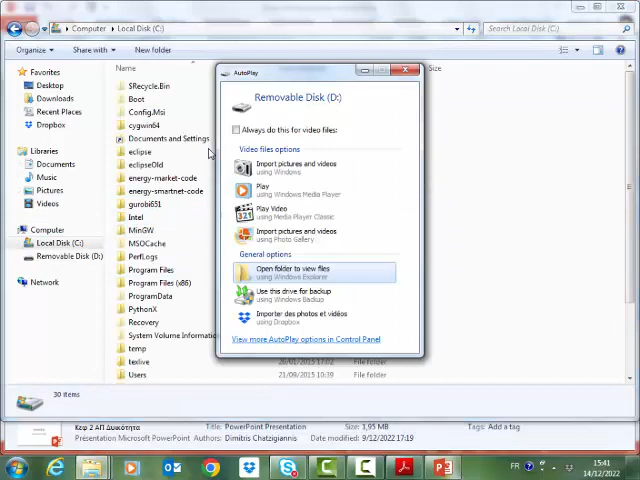 Computer ▸ Local Disk (C:)
Search Local Disk (C:)
Organize
Share with
New folder
Favorites
Desktop
Downloads
Recent Places
Dropbox
Libraries
Documents
Music
Pictures
Videos
Computer
Local Disk (C:)
Removable Disk (D:)
Network
Name
Size
$Recycle.Bin
Boot
Config.Msi
cygwin64
Documents and Settings
eclipse
eclipseOld
energy-market-code
energy-smartnet-code
gurobi651
Intel
MinGW
MSOCache
PerfLogs
Program Files
Program Files (x86)
ProgramData
PythonX
Recovery
System Volume Informatio
temp
texlive
26/01/2015 17:02
File folder
Users
21/09/2015 10:39
File folder
AutoPlay
Removable Disk (D:)
Always do this for video files:
Video files options
Import pictures and videos
using Windows
Play
using Windows Media Player
Play Video
using Media Player Classic
Import pictures and videos
using Photo Gallery
General options
Open folder to view files
using Windows Explorer
Use this drive for backup
using Windows Backup
Importer des photos et vidéos
using Dropbox
View more AutoPlay options in Control Panel
30 items
Κεφ 2 ΑΠ Δυικότητα
Title: PowerPoint Presentation
Size: 1,95 MB
Tags: Add a tag
Présentation Microsoft PowerPoint
Authors: Dimitris Chatzigiannis
Date modified: 9/12/2022 17:19
FR
15:41
14/12/2022